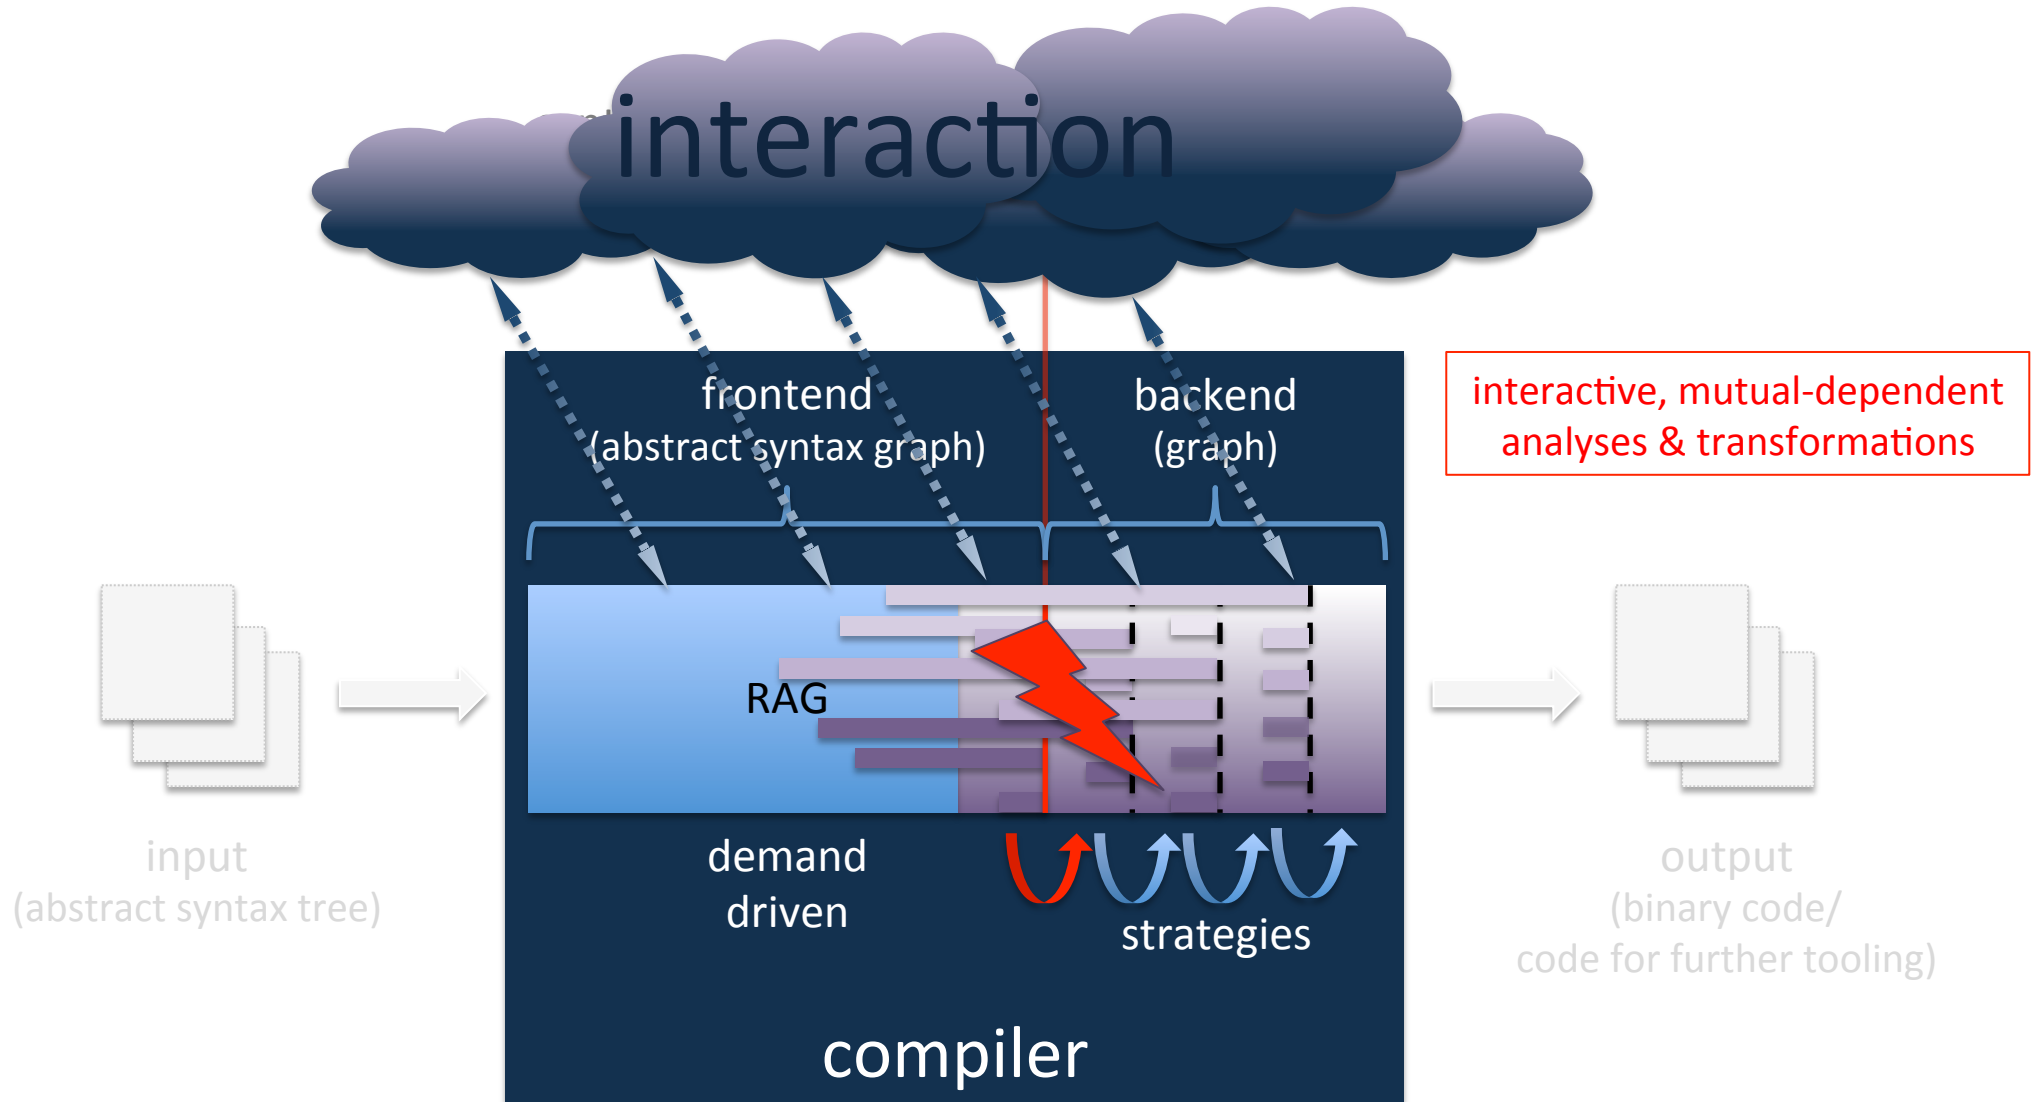 interaction
frontend
(abstract syntax graph)
backend
(graph)
interactive, mutual-dependent
analyses & transformations
RAG
input
(abstract syntax tree)
demand
driven
strategies
output
(binary code/
code for further tooling)
compiler